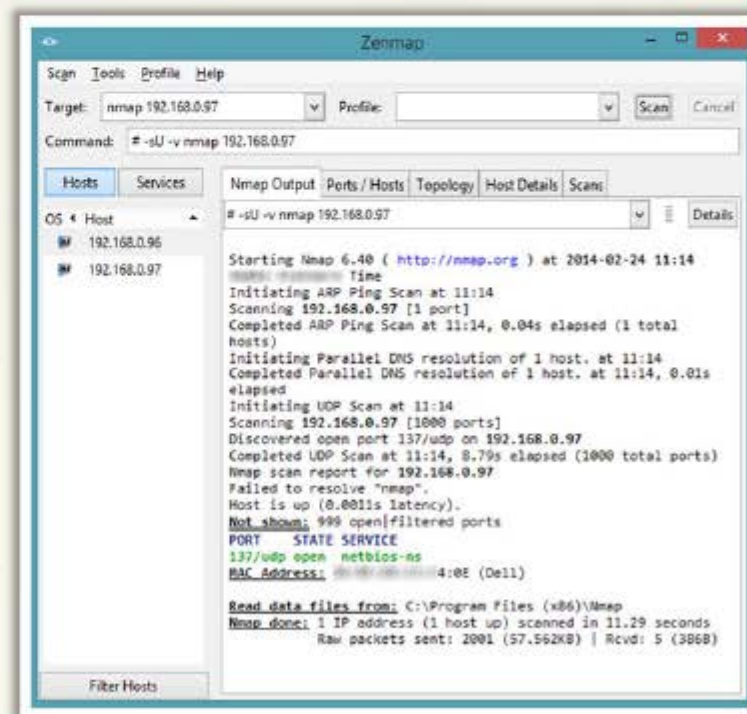 Zenmap
Scan Tools Profile Help
Target: nmap 192.168.0.97 Profile: Scan Cancel
Command: # -sU -v nmap 192.168.0.97
Hosts Services
Nmap Output Ports / Hosts Topology Host Details Scans
OS Host
# -sU -v nmap 192.168.0.97 Details
192.168.0.96
192.168.0.97
Starting Nmap 6.40 ( http://nmap.org ) at 2014-02-24 11:14
Time
Initiating ARP Ping Scan at 11:14
Scanning 192.168.0.97 [1 port]
Completed ARP Ping Scan at 11:14, 0.04s elapsed (1 total
hosts)
Initiating Parallel DNS resolution of 1 host. at 11:14
Completed Parallel DNS resolution of 1 host. at 11:14, 0.01s
elapsed
Initiating UDP Scan at 11:14
Scanning 192.168.0.97 [1000 ports]
Discovered open port 137/udp on 192.168.0.97
Completed UDP Scan at 11:14, 8.79s elapsed (1000 total ports)
Nmap scan report for 192.168.0.97
Failed to resolve "nmap".
Host is up (0.0011s latency).
Not shown: 999 open|filtered ports
PORT STATE SERVICE
137/udp open netbios-ns
MAC Address: 4:0E (Dell)
Read data files from: C:\Program Files (x86)\Nmap
Nmap done: 1 IP address (1 host up) scanned in 11.29 seconds
Raw packets sent: 2001 (57.562KB) | Rcvd: 5 (386B)
Filter Hosts